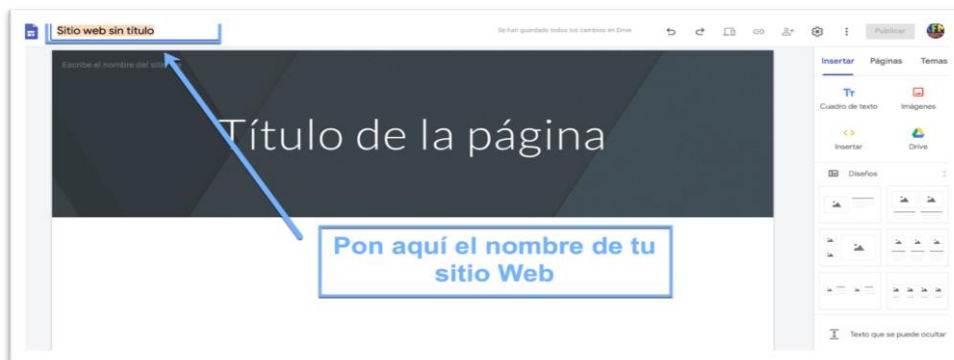 Sitio web sin título
Se han guardado todos los cambios en Drive
Publicar
Escribe el nombre del
Título de la página
Pon aquí el nombre de tu
sitio Web
Insertar Páginas Temas
Cuadro de texto Imágenes
Insertar Drive
Diseños
Texto que se puede ocultar